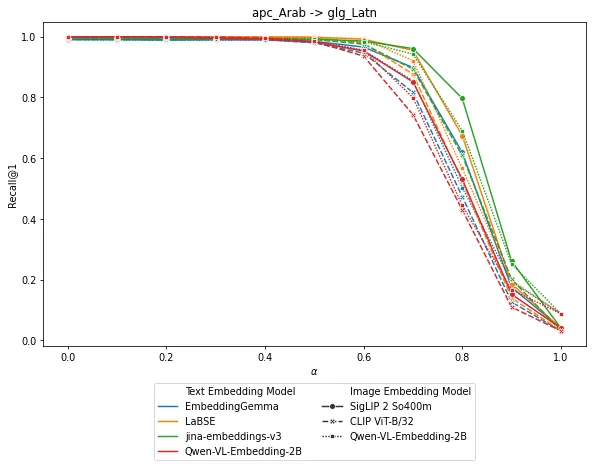 apc_Arab -> glg_Latn
Recall@1
1.0
0.8
0.6
0.4
0.2
0.0
0.0 0.2 0.4 0.6 0.8 1.0
α
Text Embedding Model
EmbeddingGemma
LaBSE
jina-embeddings-v3
Qwen-VL-Embedding-2B
Image Embedding Model
SigLIP 2 So400m
CLIP ViT-B/32
Qwen-VL-Embedding-2B